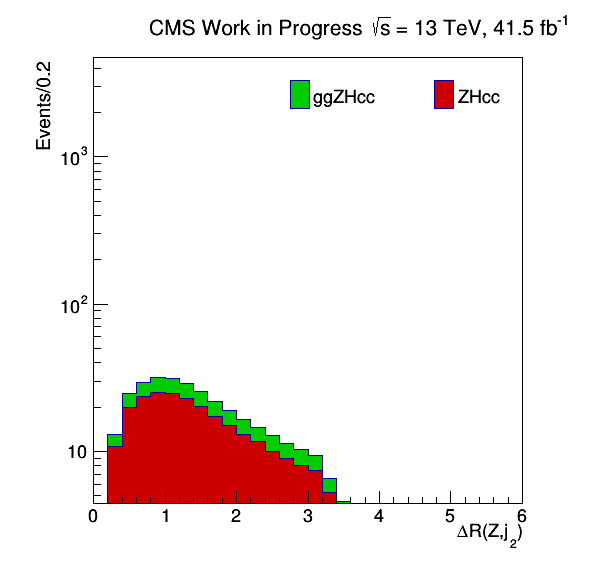 CMS Work in Progress √s = 13 TeV, 41.5 fb⁻¹
Events/0.2
ggZHcc ZHcc
10³
10²
10
0 1 2 3 4 5 6
ΔR(Z,j₂)